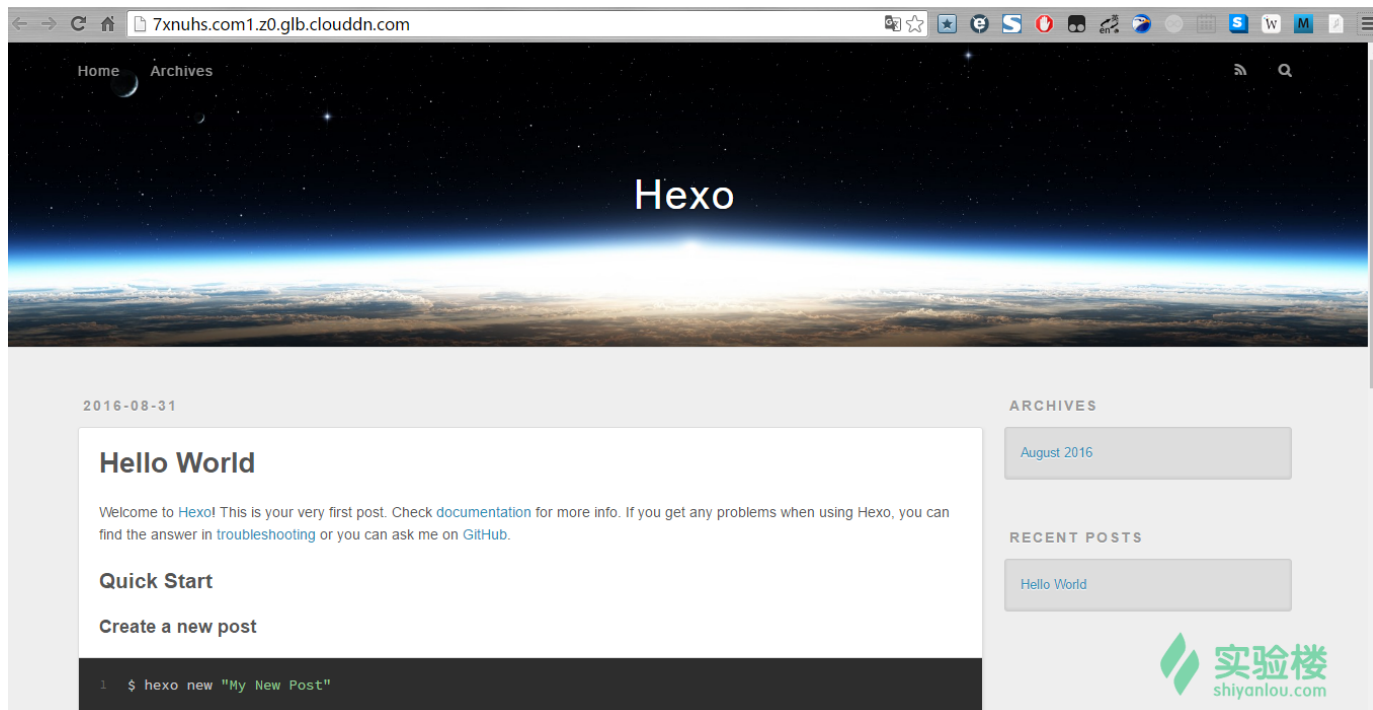 7xnuhs.com1.z0.glb.clouddn.com
Home Archives
Hexo
2016-08-31
Hello World
Welcome to Hexo! This is your very first post. Check documentation for more info. If you get any problems when using Hexo, you can
find the answer in troubleshooting or you can ask me on GitHub.
Quick Start
Create a new post
1 $ hexo new "My New Post"
ARCHIVES
August 2016
RECENT POSTS
Hello World
实验楼
shiyanlou.com